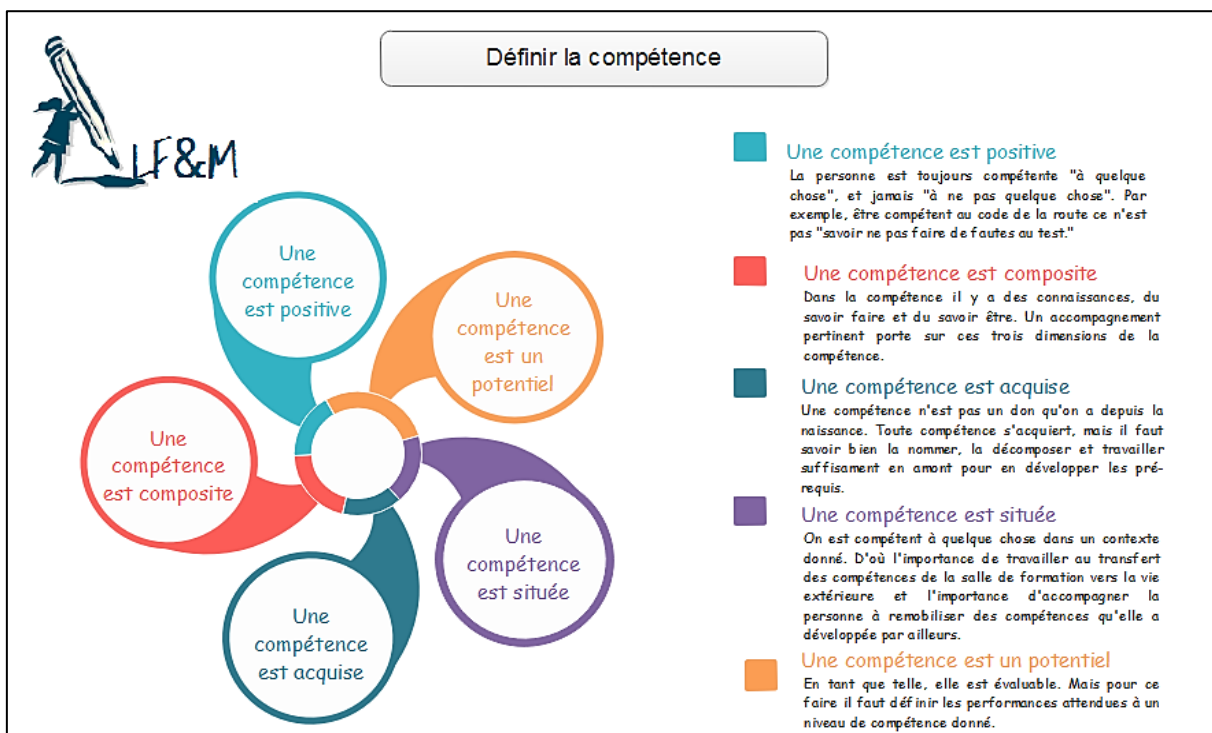 Définir la compétence
LF&M
Une
compétence
est positive
Une
compétence
est un
potentiel
Une
compétence
est composite
Une
compétence
est située
Une
compétence
est acquise
Une compétence est positive
La personne est toujours compétente "à quelque
chose", et jamais "à ne pas quelque chose". Par
exemple, être compétent au code de la route ce n'est
pas "savoir ne pas faire de fautes au test."
Une compétence est composite
Dans la compétence il y a des connaissances, du
savoir faire et du savoir être. Un accompagnement
pertinent porte sur ces trois dimensions de la
compétence.
Une compétence est acquise
Une compétence n'est pas un don qu'on a depuis la
naissance. Toute compétence s'acquiert, mais il faut
savoir bien la nommer, la décomposer et travailler
suffisament en amont pour en développer les pré-
requis.
Une compétence est située
On est compétent à quelque chose dans un contexte
donné. D'où l'importance de travailler au transfert
des compétences de la salle de formation vers la vie
extérieure et l'importance d'accompagner la
personne à remobiliser des compétences qu'elle a
développée par ailleurs.
Une compétence est un potentiel
En tant que telle, elle est évaluable. Mais pour ce
faire il faut définir les performances attendues à un
niveau de compétence donné.